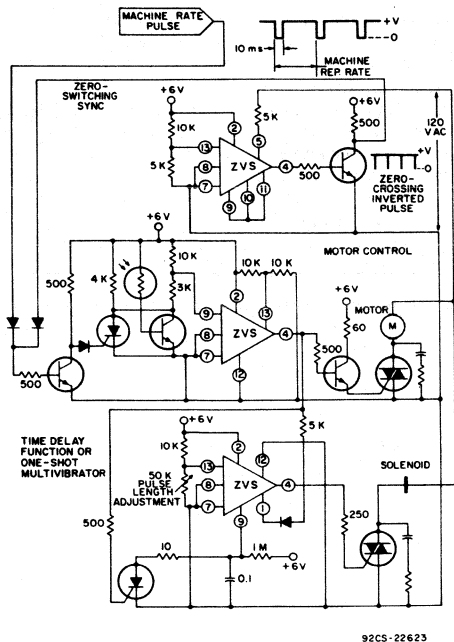 MACHINE RATE
PULSE
+V
O
10 ms
MACHINE
REP. RATE
ZERO-
SWITCHING
SYNC
+6V
10K
5K
13
8
7
2
ZVS
9
10
11
5K
5
4
500
+6V
500
+V
O
ZERO-
CROSSING
INVERTED
PULSE
120
VAC
MOTOR CONTROL
+6V
500
4K
10K
3K
10K
10K
2
13
9
8
7
ZVS
4
12
500
+6V
60
MOTOR
M
500
TIME DELAY
FUNCTION OR
ONE-SHOT
MULTIVIBRATOR
+6V
10K
50K
PULSE
LENGTH
ADJUSTMENT
13
8
7
2
12
ZVS
4
9
1
5K
250
SOLENOID
500
10
0.1
1M
+6V
92CS-22623